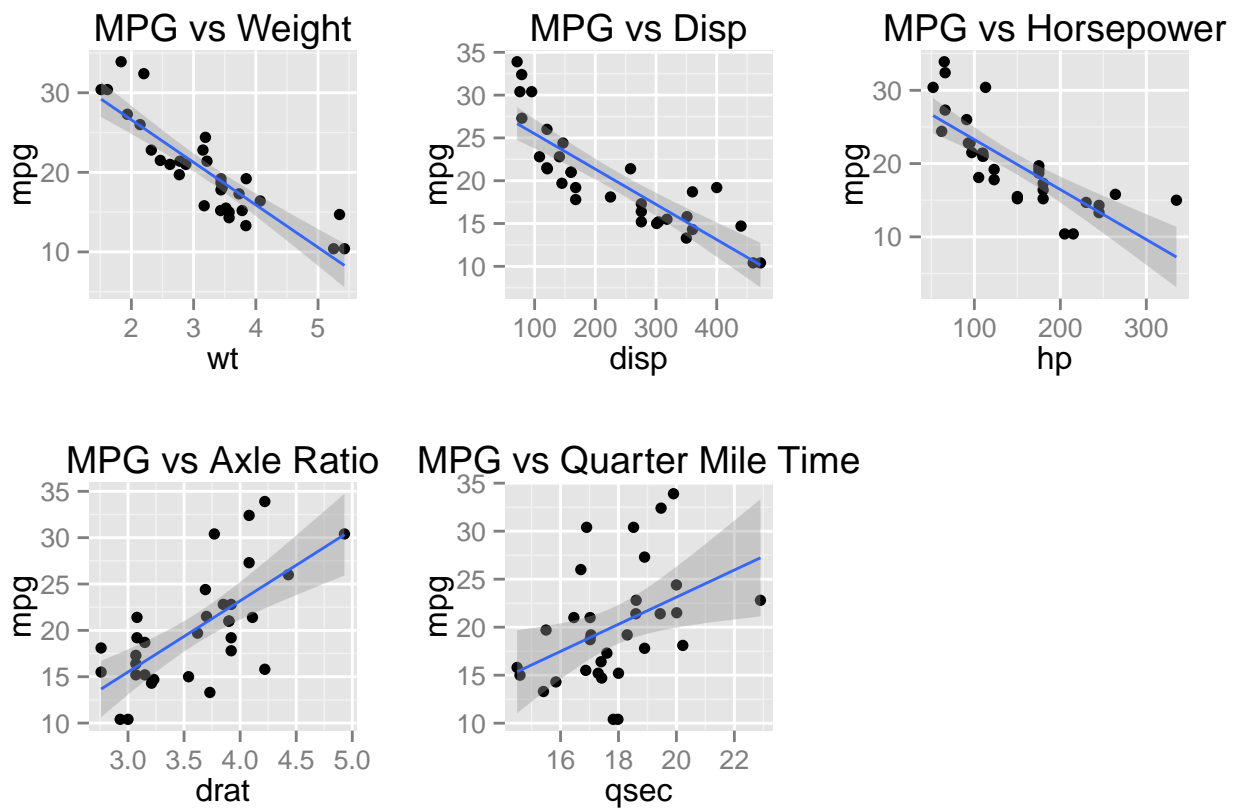 MPG vs Weight
MPG vs Disp
MPG vs Horsepower
mpg
30
20
10
2 3 4 5
wt
mpg
35
30
25
20
15
10
100 200 300 400
disp
mpg
30
20
10
100 200 300
hp
MPG vs Axle Ratio
MPG vs Quarter Mile Time
mpg
35
30
25
20
15
10
3.0 3.5 4.0 4.5 5.0
drat
mpg
35
30
25
20
15
10
16 18 20 22
qsec